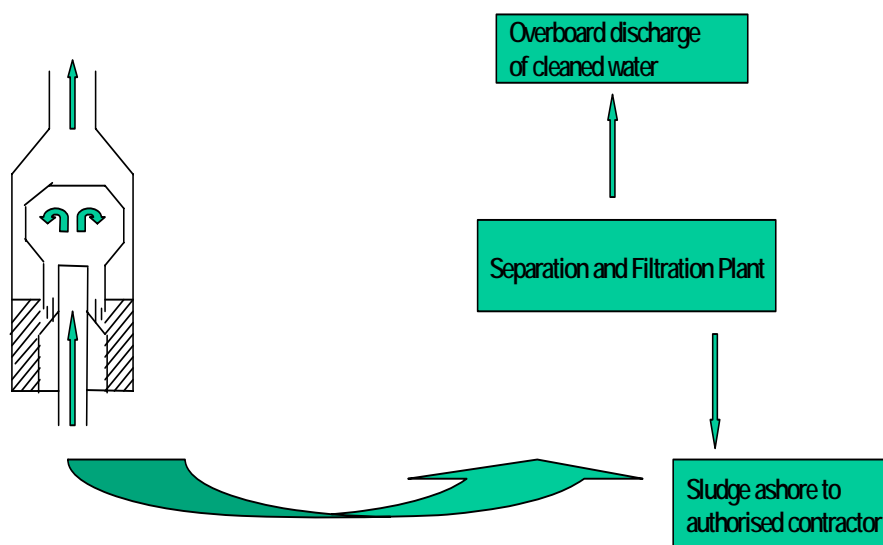 Overboard discharge
of cleaned water
Separation and Filtration Plant
Sludge ashore to
authorised contractor